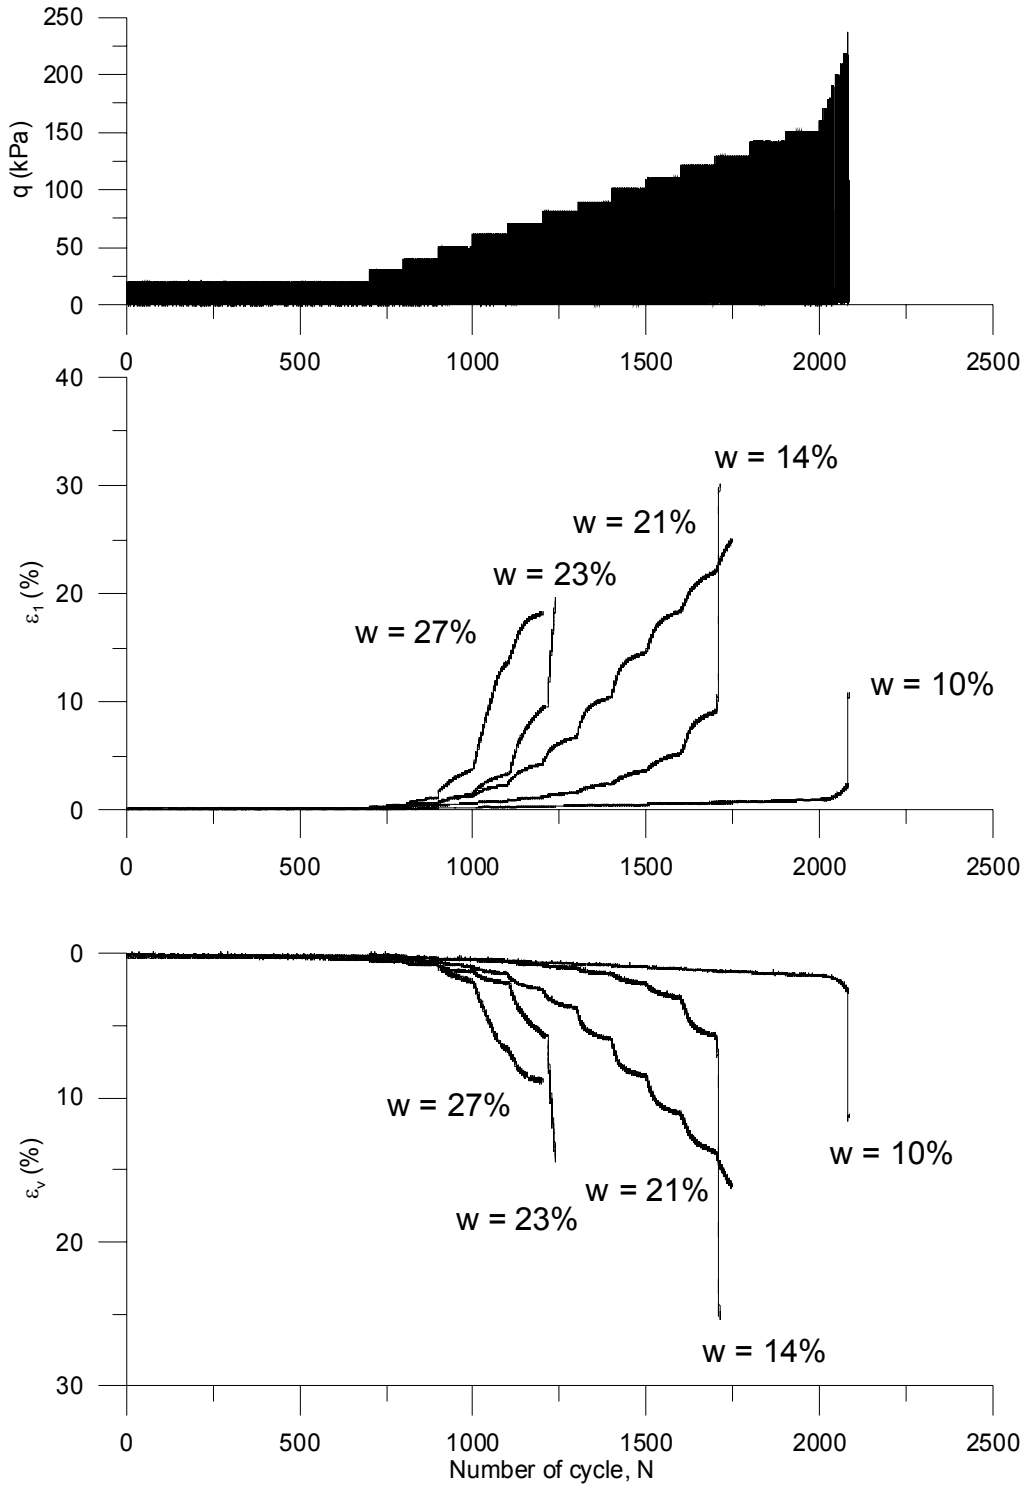 250
200
150
100
50
0
q (kPa)
0 500 1000 1500 2000 2500
40
30
20
10
0
ε1 (%)
w = 14%
w = 21%
w = 23%
w = 27%
w = 10%
0 500 1000 1500 2000 2500
0
10
20
30
εv (%)
w = 27%
w = 10%
w = 21%
w = 23%
w = 14%
0 500 1000 1500 2000 2500
Number of cycle, N